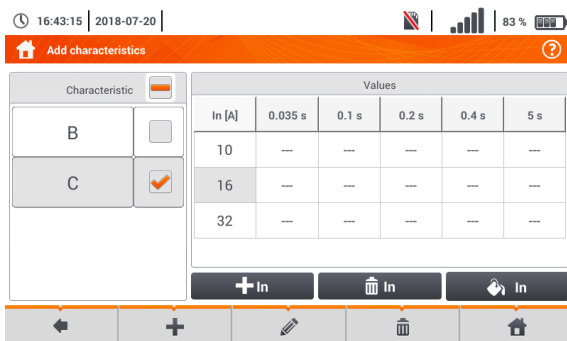 16:43:15 2018-07-20 83 %
Add characteristics ?
Characteristic Values
In [A] 0.035 s 0.1 s 0.2 s 0.4 s 5 s
B
10 --- --- --- --- ---
C
16 --- --- --- --- ---
32 --- --- --- --- ---
In In In